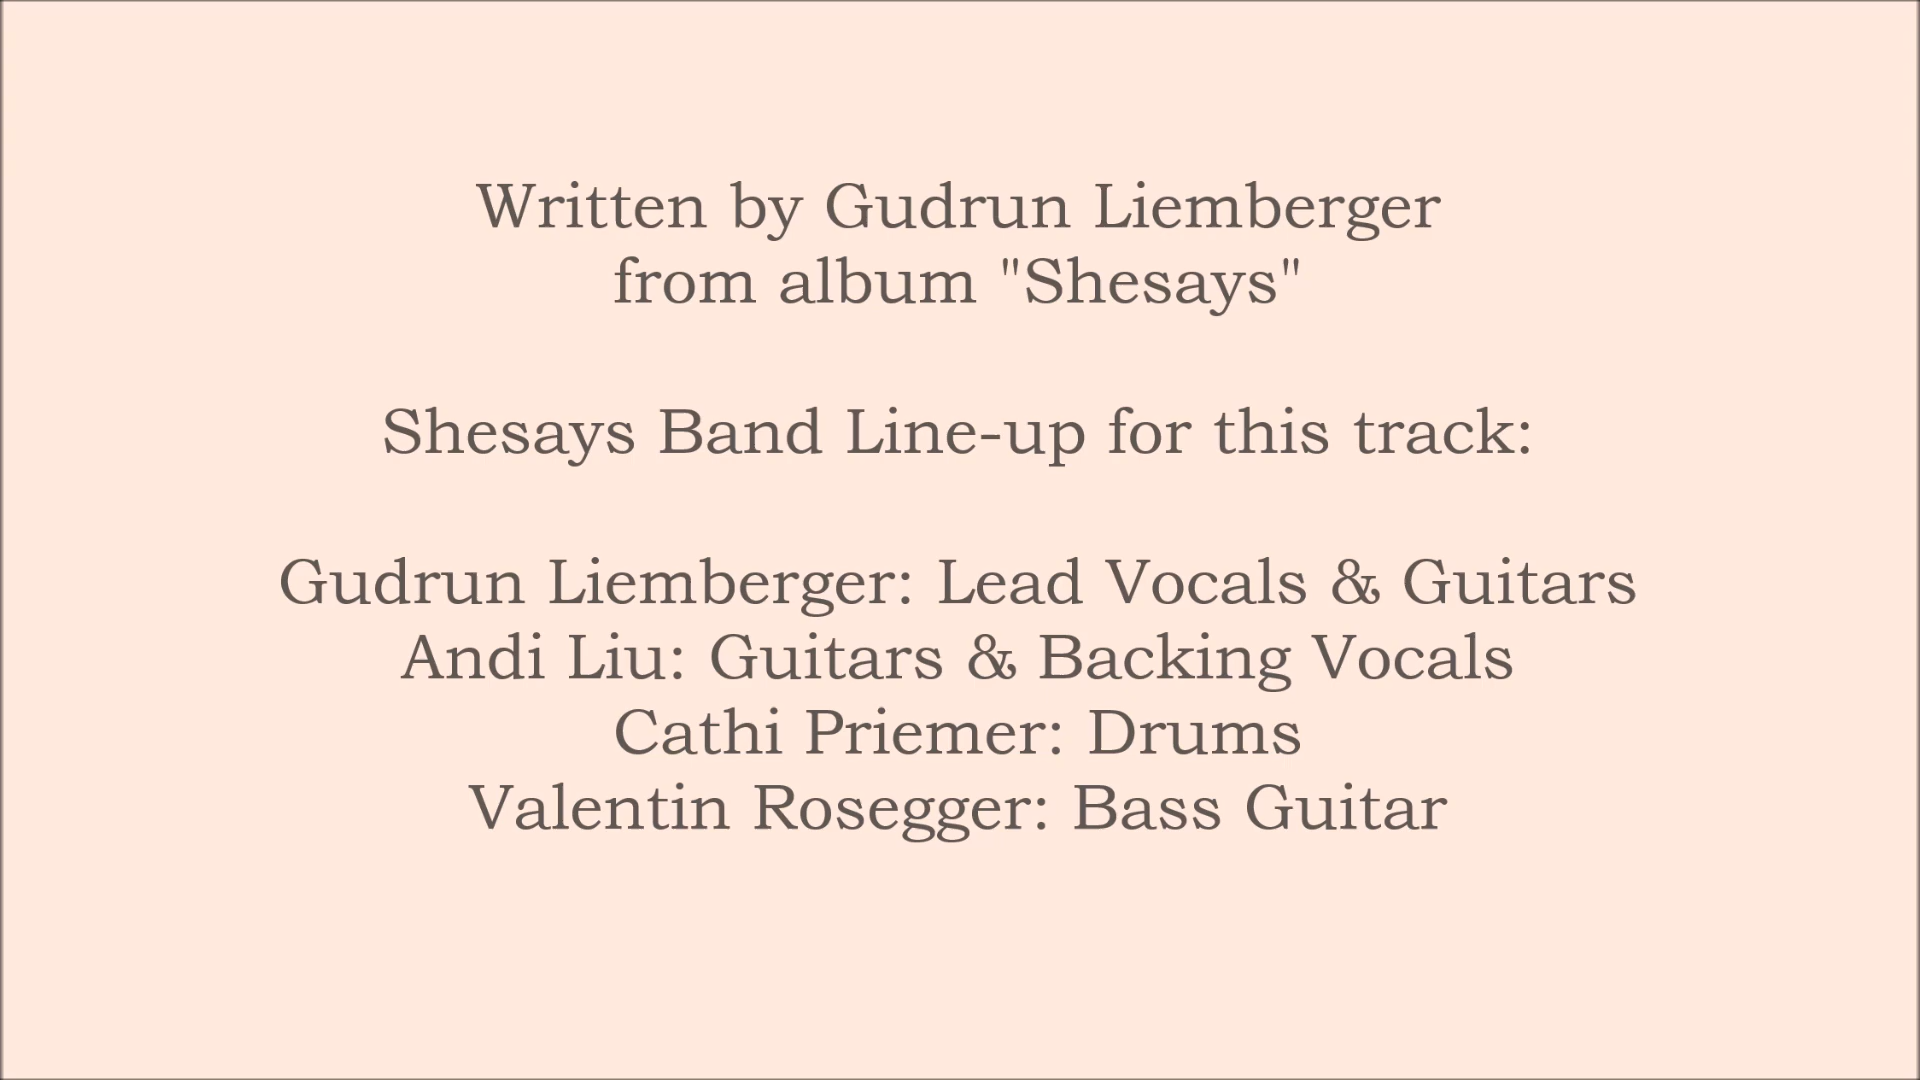 Written by Gudrun Liemberger
from album "Shesays"
Shesays Band Line-up for this track:
Gudrun Liemberger: Lead Vocals & Guitars
Andi Liu: Guitars & Backing Vocals
Cathi Priemer: Drums
Valentin Rosegger: Bass Guitar